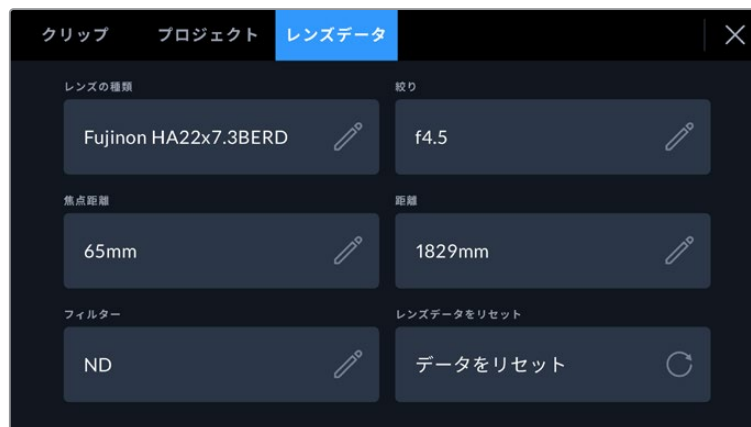 クリップ プロジェクト レンズデータ
レンズの種類 絞り
Fujinon HA22x7.3BERD f4.5
焦点距離 距離
65mm 1829mm
フィルター レンズデータをリセット
ND データをリセット